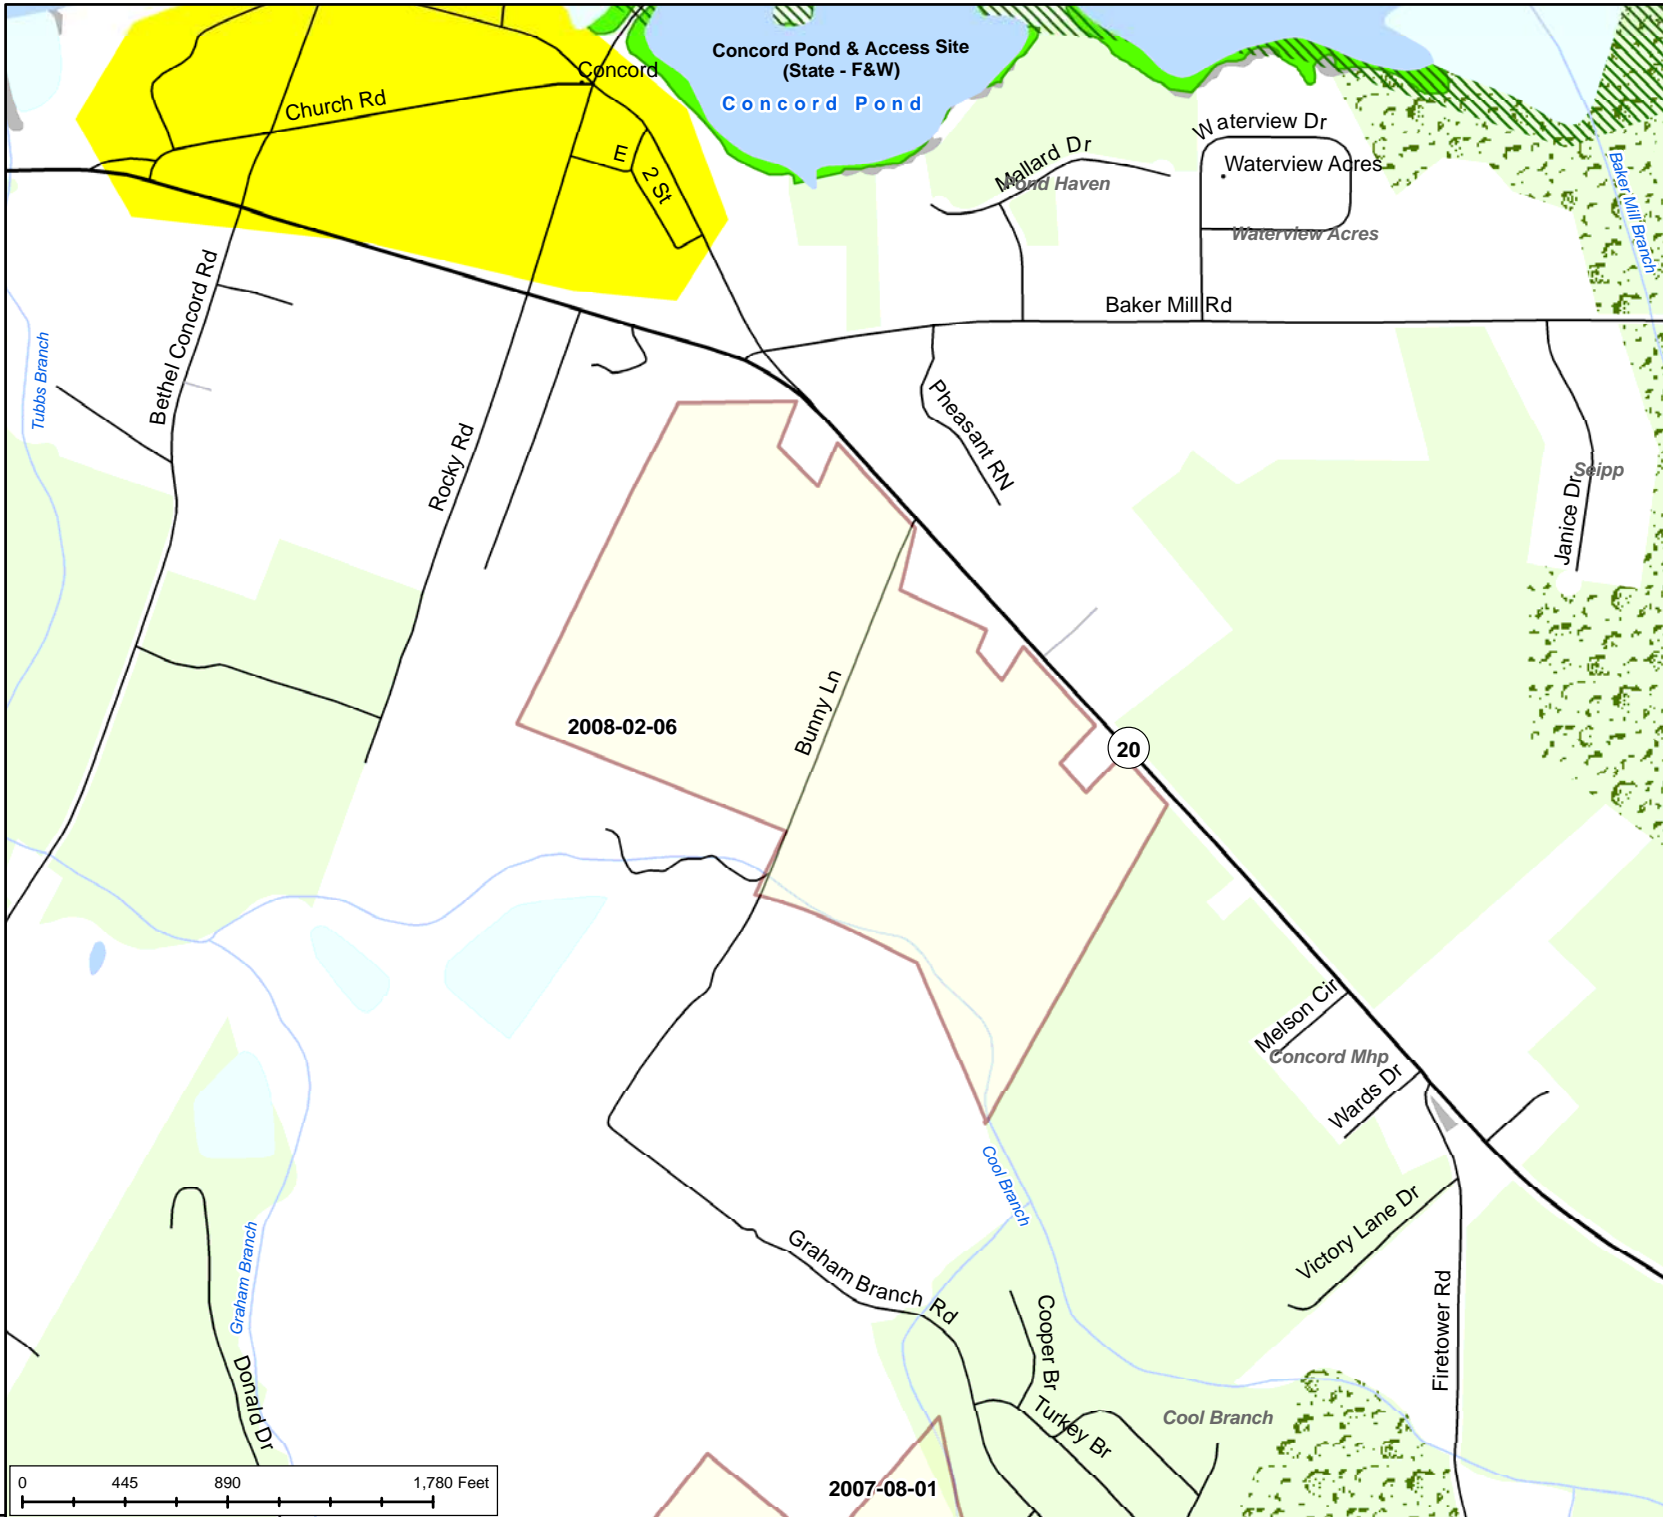 Concord Pond & Access Site
(State - F&W)
Concord Pond
Concord
Church Rd
E 2 St
Mallard Dr
Pond Haven
Waterview Dr
Waterview Acres
Waterview Acres
Baker Mill Branch
Bethel Concord Rd
Baker Mill Rd
Tubbs Branch
Rocky Rd
Pheasant RN
Janice Dr
Seipp
2008-02-06
Bunny Ln
20
Melson Cir
Concord Mhp
Wards Dr
Cool Branch
Victory Lane Dr
Graham Branch
Graham Branch Rd
Cooper Br
Firetower Rd
Donald Dr
Turkey Br
Cool Branch
2007-08-01
0 445 890 1,780 Feet